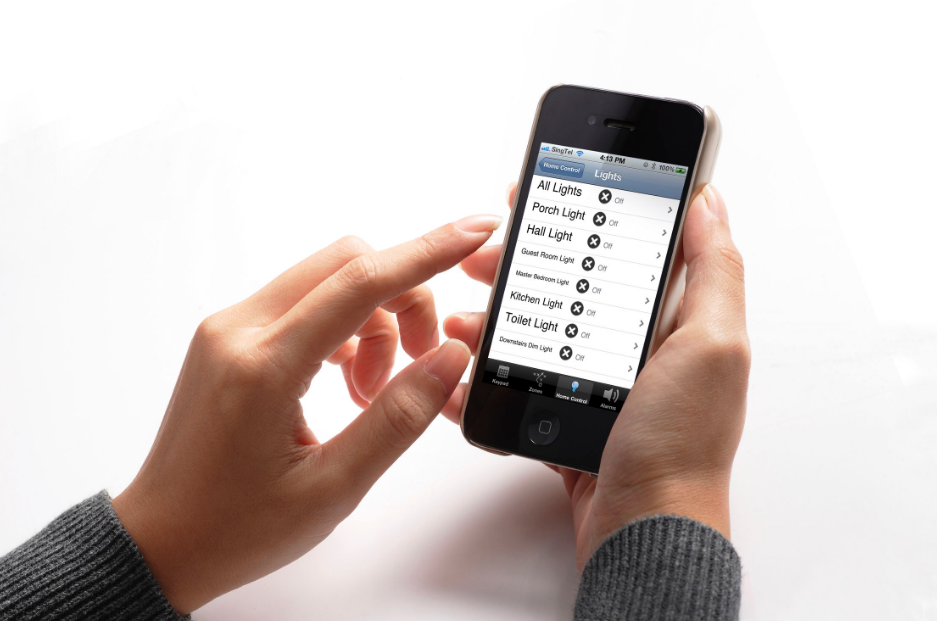 SingTel 4:13 PM 100%
Home Control Lights
All Lights Off
Porch Light Off
Hall Light Off
Guest Room Light Off
Master Bedroom Light Off
Kitchen Light Off
Toilet Light Off
Downstairs Dim Light Off
Keypad Zones Home Control Alarms